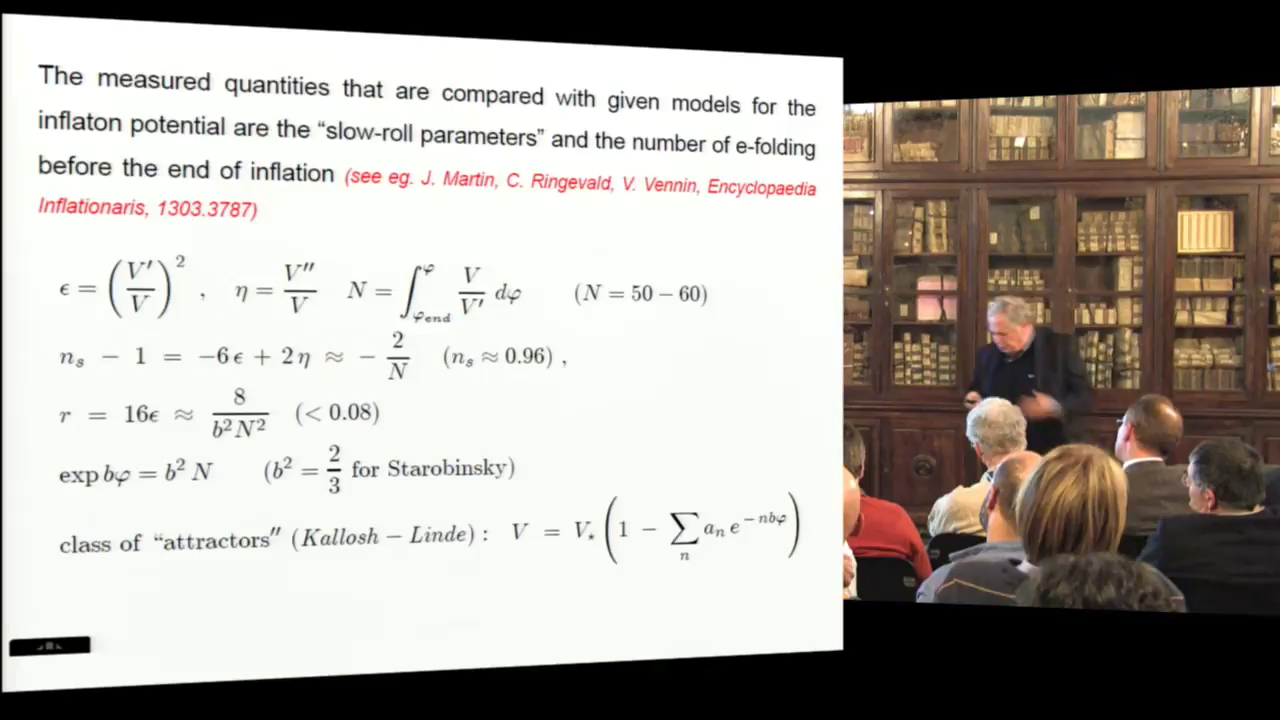 The measured quantities that are compared with given models for the
inflaton potential are the “slow-roll parameters” and the number of e-folding
before the end of inflation (see eg. J. Martin, C. Ringevald, V. Vennin, Encyclopaedia
Inflationaris, 1303.3787)
ϵ = (V′/V)² , η = V″/V N = ∫_{φend}^{φ} V/V′ dφ (N = 50 − 60)
n_s − 1 = −6ϵ + 2η ≈ − 2/N (n_s ≈ 0.96) ,
r = 16ϵ ≈ 8/(b²N²) (< 0.08)
exp bφ = b² N (b² = 2/3 for Starobinsky)
class of “attractors” (Kallosh − Linde) : V = V⋆ (1 − ∑_n a_n e^{−nbφ})